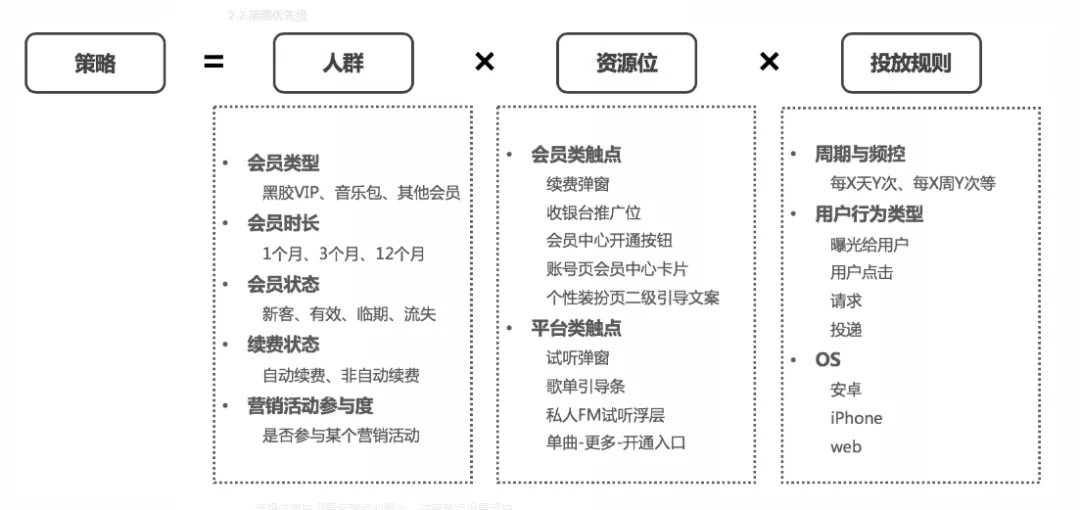 2-2.策略优先级
策略 = 人群 × 资源位 × 投放规则
• 会员类型
黑胶VIP、音乐包、其他会员
• 会员时长
1个月、3个月、12个月
• 会员状态
新客、有效、临期、流失
• 续费状态
自动续费、非自动续费
• 营销活动参与度
是否参与某个营销活动
• 会员类触点
续费弹窗
收银台推广位
会员中心开通按钮
账号页会员中心卡片
个性装扮页二级引导文案
• 平台类触点
试听弹窗
歌单引导条
私人FM试听浮层
单曲-更多-开通入口
• 周期与频控
每X天Y次、每X周Y次等
• 用户行为类型
曝光给用户
用户点击
请求
投递
• OS
安卓
iPhone
web